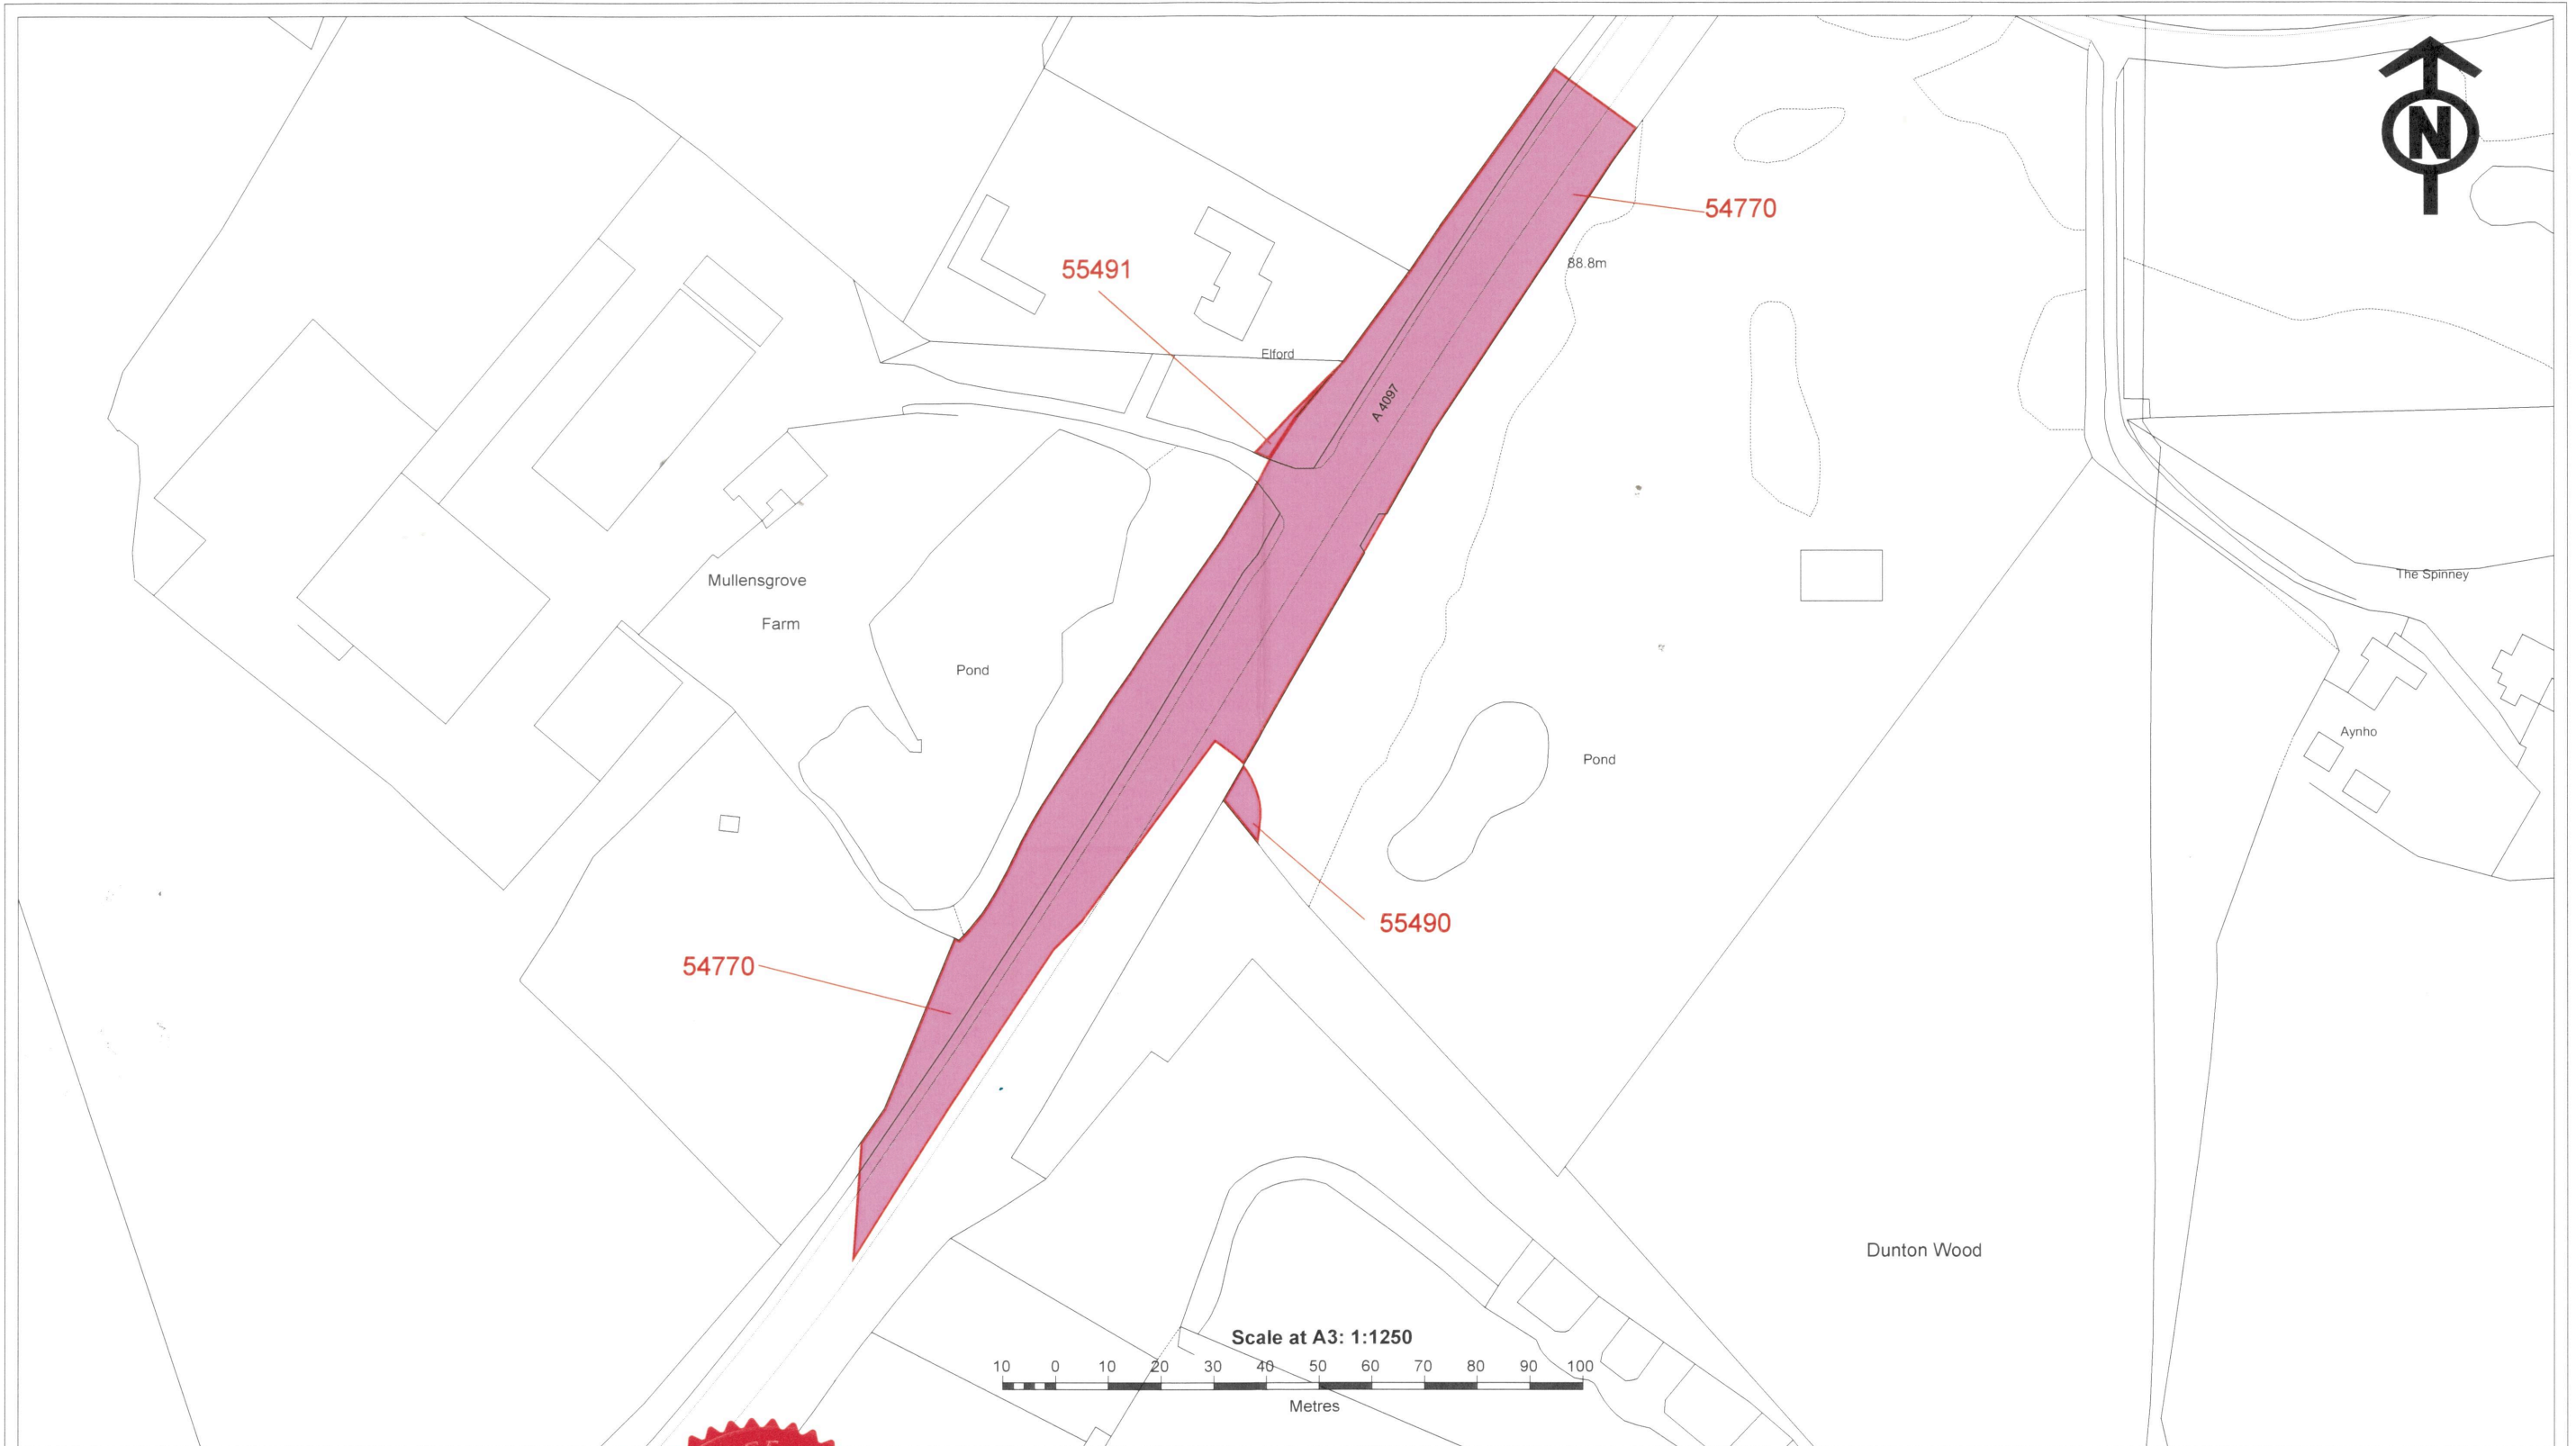 N
54770
88.8m
55491
Elford
A 4097
Mullensgrove
Farm
Pond
The Spinney
Aynho
Pond
55490
54770
Dunton Wood
Scale at A3: 1:1250
10 0 10 20 30 40 50 60 70 80 90 100
Metres